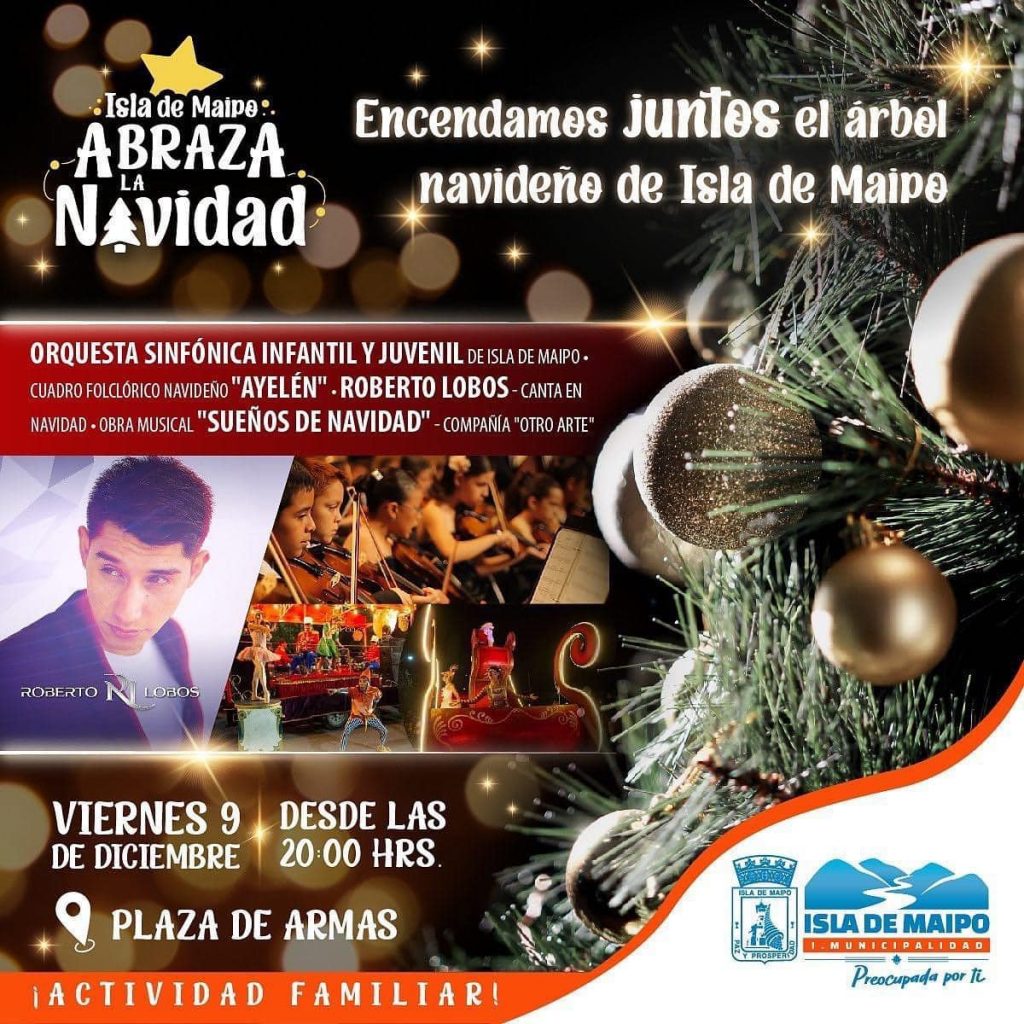 Isla de Maipo
ABRAZA
LA
Navidad
Encendamos juntos el árbol
navideño de Isla de Maipo
ORQUESTA SINFÓNICA INFANTIL Y JUVENIL DE ISLA DE MAIPO •
CUADRO FOLCLÓRICO NAVIDEÑO "AYELÉN" • ROBERTO LOBOS - CANTA EN
NAVIDAD • OBRA MUSICAL "SUEÑOS DE NAVIDAD" - COMPAÑÍA "OTRO ARTE"
ROBERTO RL LOBOS
VIERNES 9
DE DICIEMBRE
DESDE LAS
20:00 HRS.
PLAZA DE ARMAS
¡ACTIVIDAD FAMILIAR!
ISLA DE MAIPO
PAZ Y PROSPERIDAD
ISLA DE MAIPO
I. MUNICIPALIDAD
Preocupada por ti